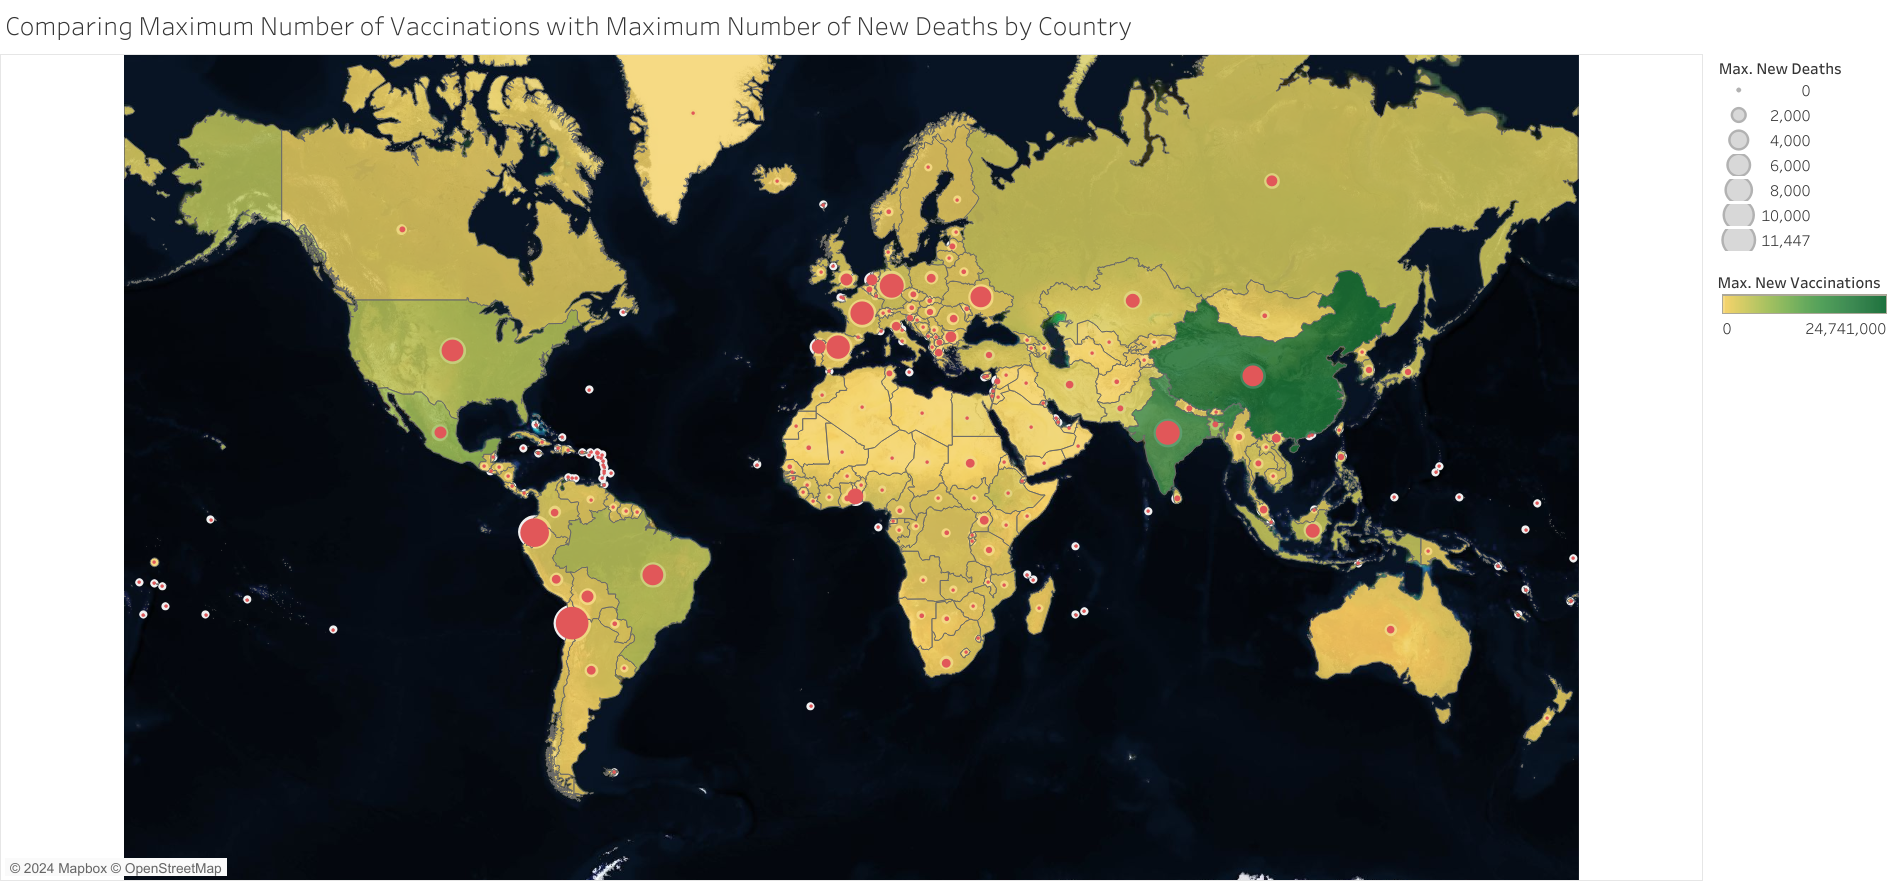 Comparing Maximum Number of Vaccinations with Maximum Number of New Deaths by Country
Max. New Deaths
0
2,000
4,000
6,000
8,000
10,000
11,447
Max. New Vaccinations
0 24,741,000
© 2024 Mapbox © OpenStreetMap